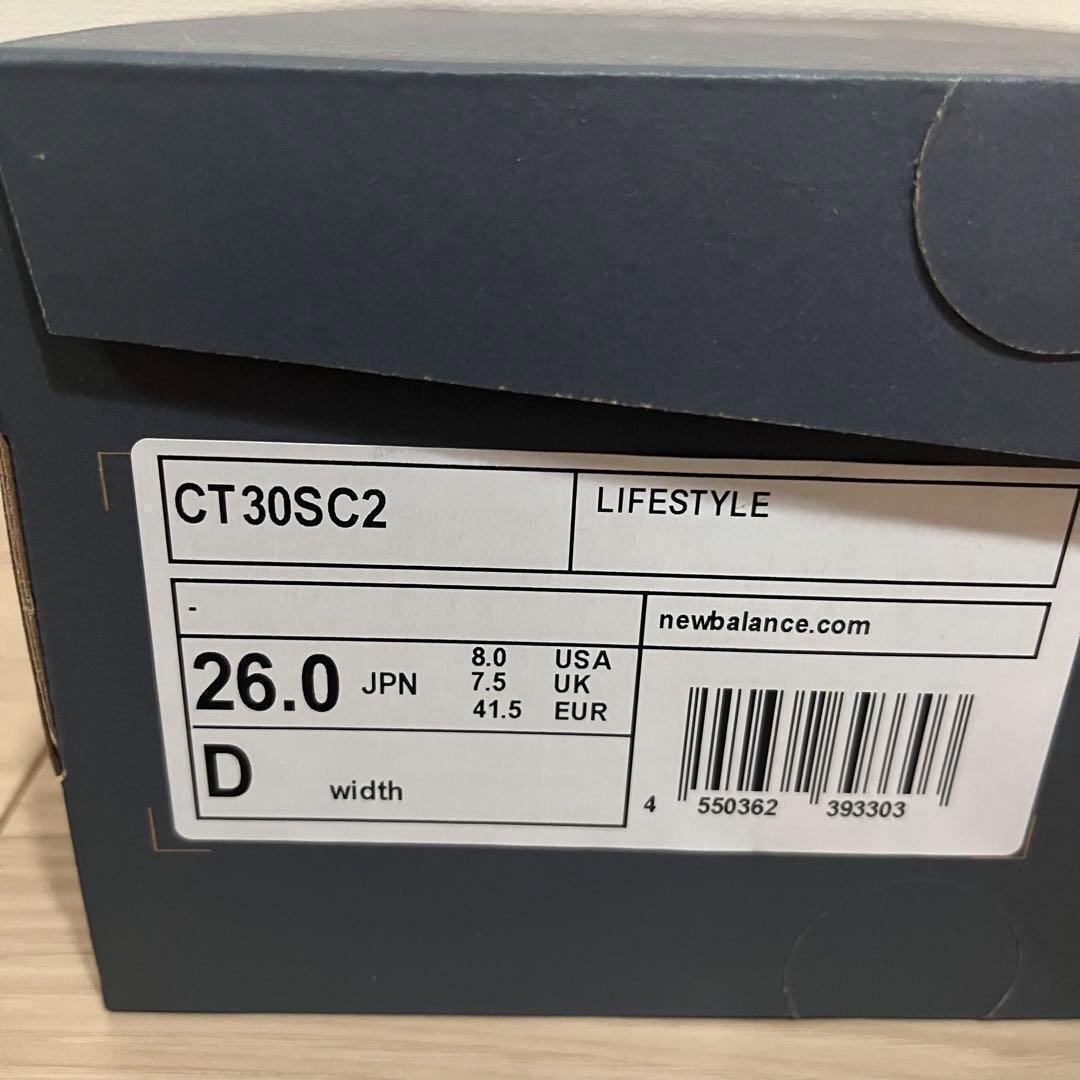 CT30SC2
LIFESTYLE
-
newbalance.com
26.0 JPN
8.0 USA
7.5 UK
41.5 EUR
D width
4 550362 393303